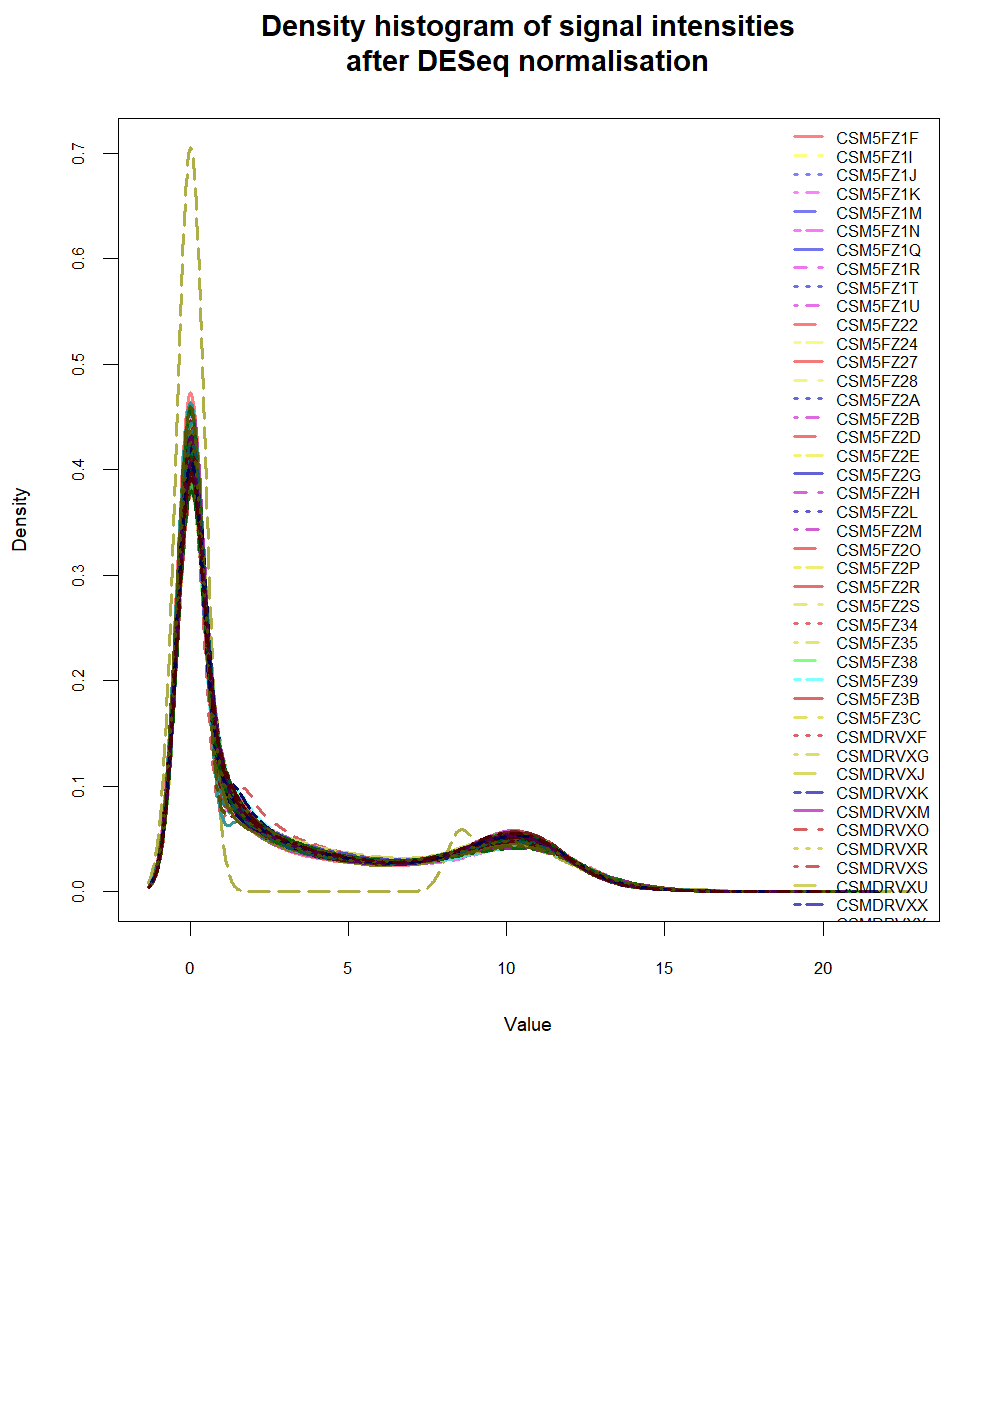 Density histogram of signal intensities
after DESeq normalisation
0.7
0.6
0.5
0.4
0.3
0.2
0.1
0.0
Density
0
5
10
15
20
Value
CSM5FZ1F
CSM5FZ1I
CSM5FZ1J
CSM5FZ1K
CSM5FZ1M
CSM5FZ1N
CSM5FZ1Q
CSM5FZ1R
CSM5FZ1T
CSM5FZ1U
CSM5FZ22
CSM5FZ24
CSM5FZ27
CSM5FZ28
CSM5FZ2A
CSM5FZ2B
CSM5FZ2D
CSM5FZ2E
CSM5FZ2G
CSM5FZ2H
CSM5FZ2L
CSM5FZ2M
CSM5FZ2O
CSM5FZ2P
CSM5FZ2R
CSM5FZ2S
CSM5FZ34
CSM5FZ35
CSM5FZ38
CSM5FZ39
CSM5FZ3B
CSM5FZ3C
CSMDRVXF
CSMDRVXG
CSMDRVXJ
CSMDRVXK
CSMDRVXM
CSMDRVXO
CSMDRVXR
CSMDRVXS
CSMDRVXU
CSMDRVXX